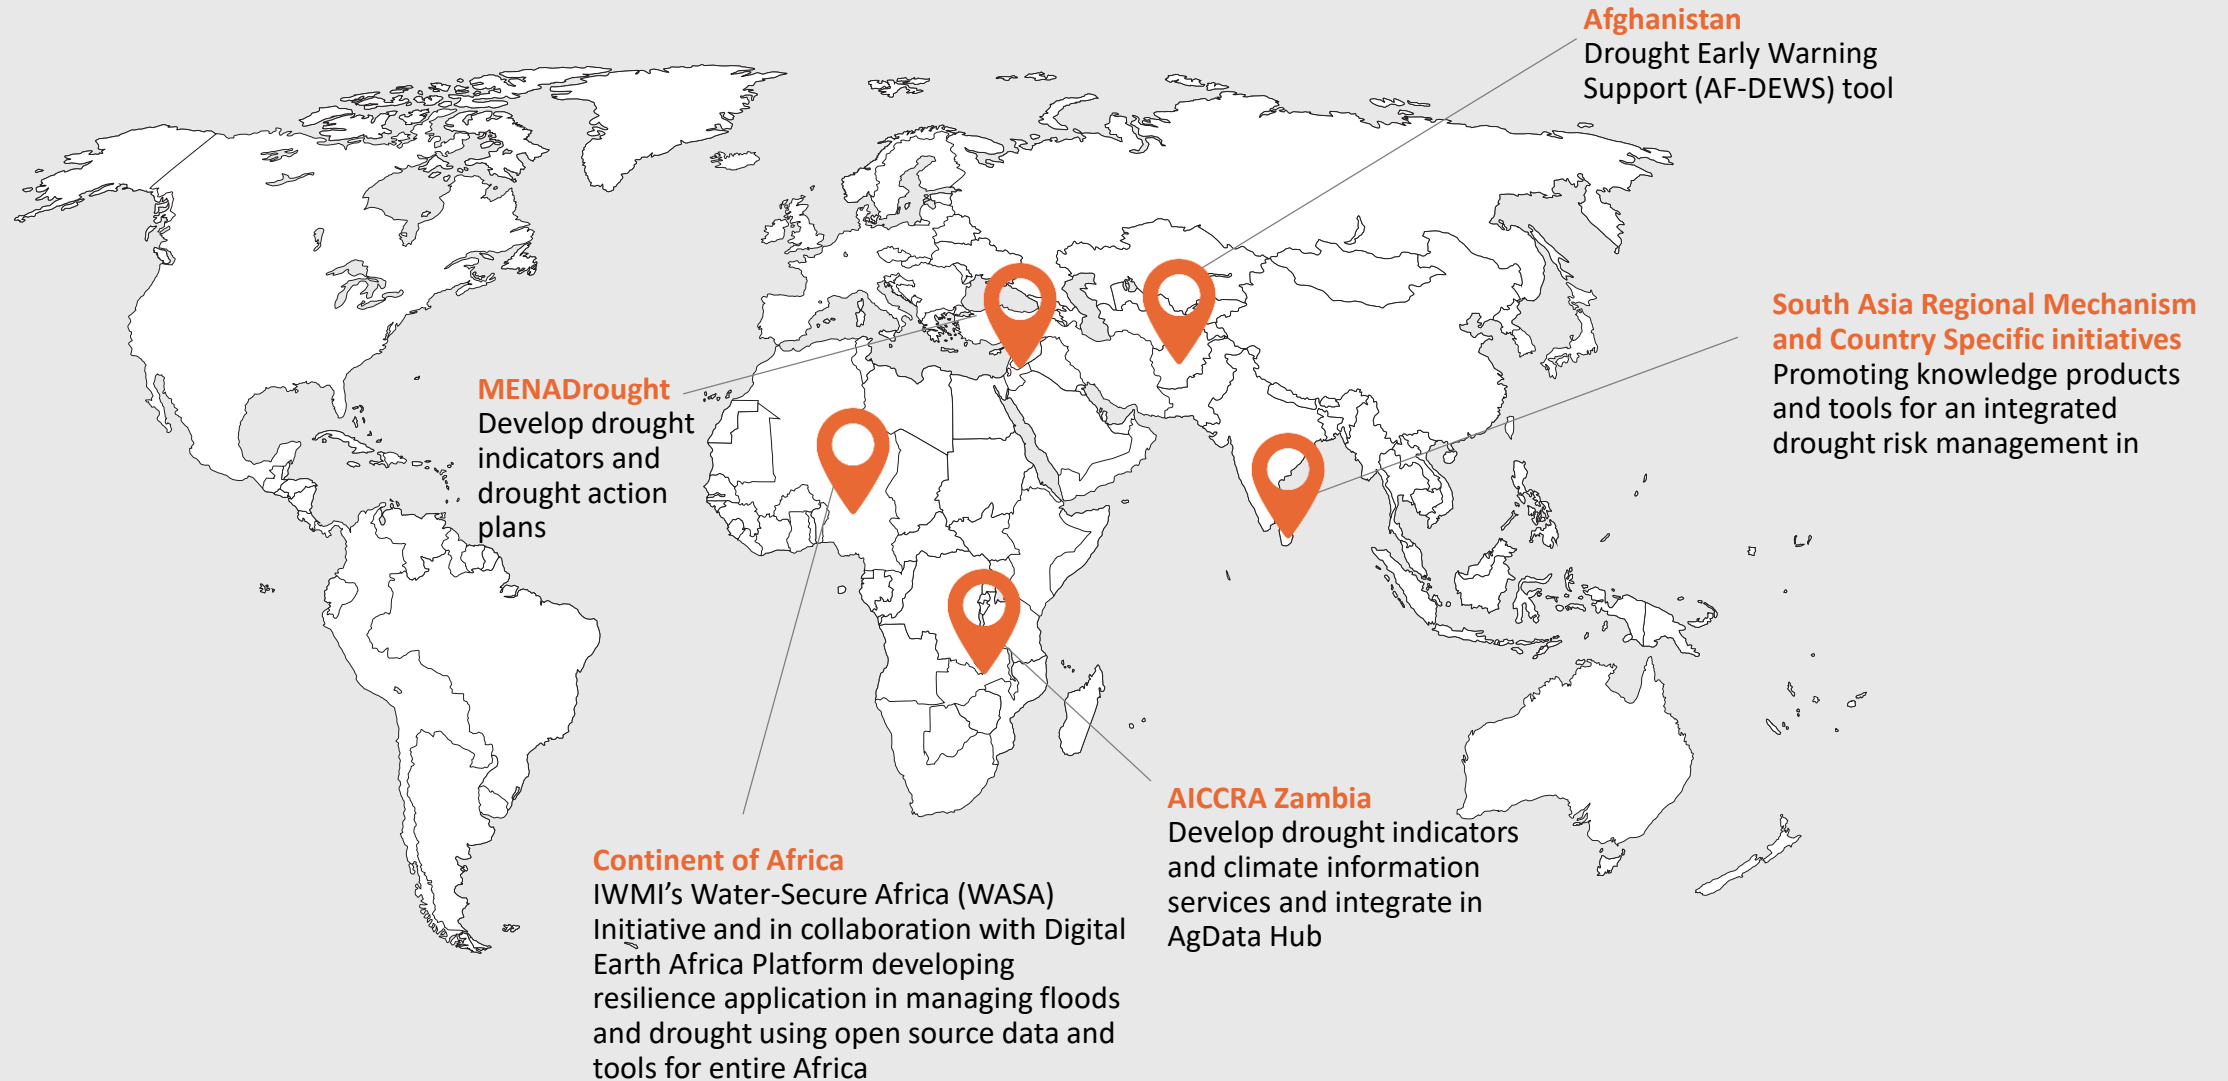 Afghanistan
Drought Early Warning
Support (AF-DEWS) tool
South Asia Regional Mechanism
and Country Specific initiatives
Promoting knowledge products
and tools for an integrated
drought risk management in
MENADrought
Develop drought
indicators and
drought action
plans
AICCRA Zambia
Develop drought indicators
and climate information
services and integrate in
AgData Hub
Continent of Africa
IWMI's Water-Secure Africa (WASA)
Initiative and in collaboration with Digital
Earth Africa Platform developing
resilience application in managing floods
and drought using open source data and
tools for entire Africa